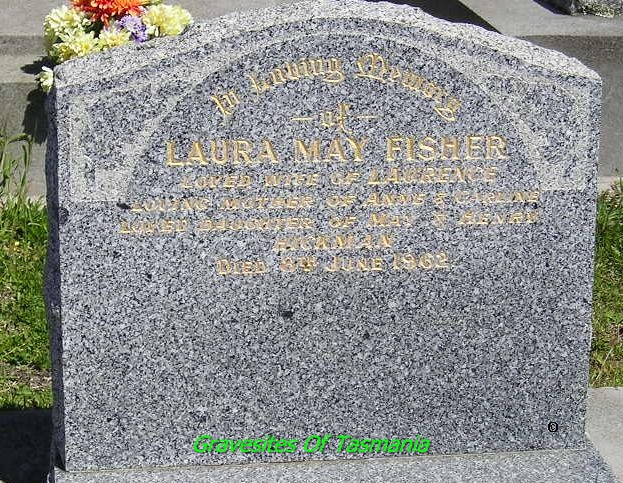 In Loving Memory
of
LAURA MAY FISHER
LOVED WIFE OF LAURENCE
LOVING MOTHER OF ANNE & CARLINE
LOVED DAUGHTER OF MAY & HENRY
HICKMAN
DIED 8TH JUNE 1962
Gravesites Of Tasmania